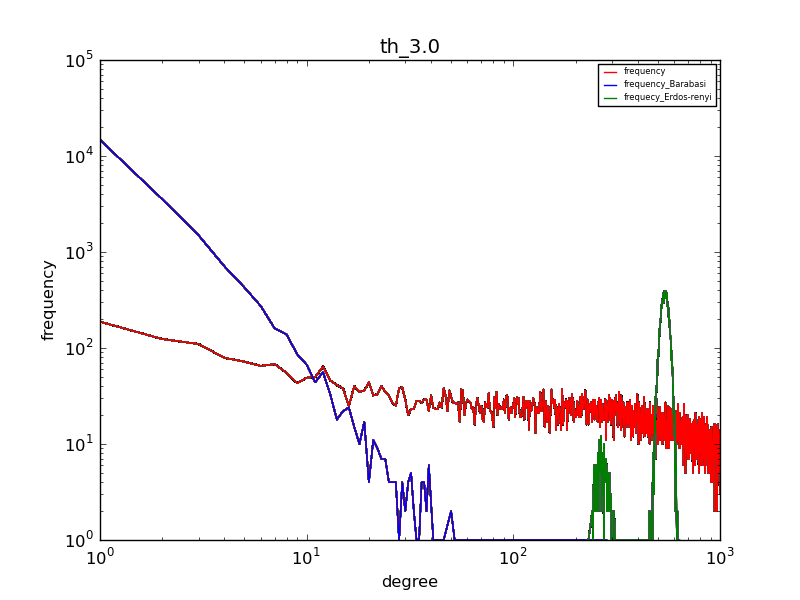 th_3.0
10^5
frequency
frequency_Barabasi
frequecy_Erdos-renyi
10^4
10^3
frequency
10^2
10^1
10^0
10^0 10^1 10^2 10^3
degree